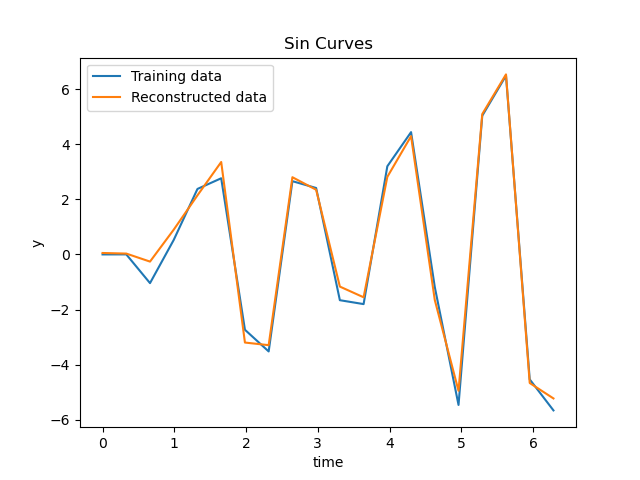 Sin Curves
Training data
Reconstructed data
6
4
2
0
−2
−4
−6
y
0 1 2 3 4 5 6
time